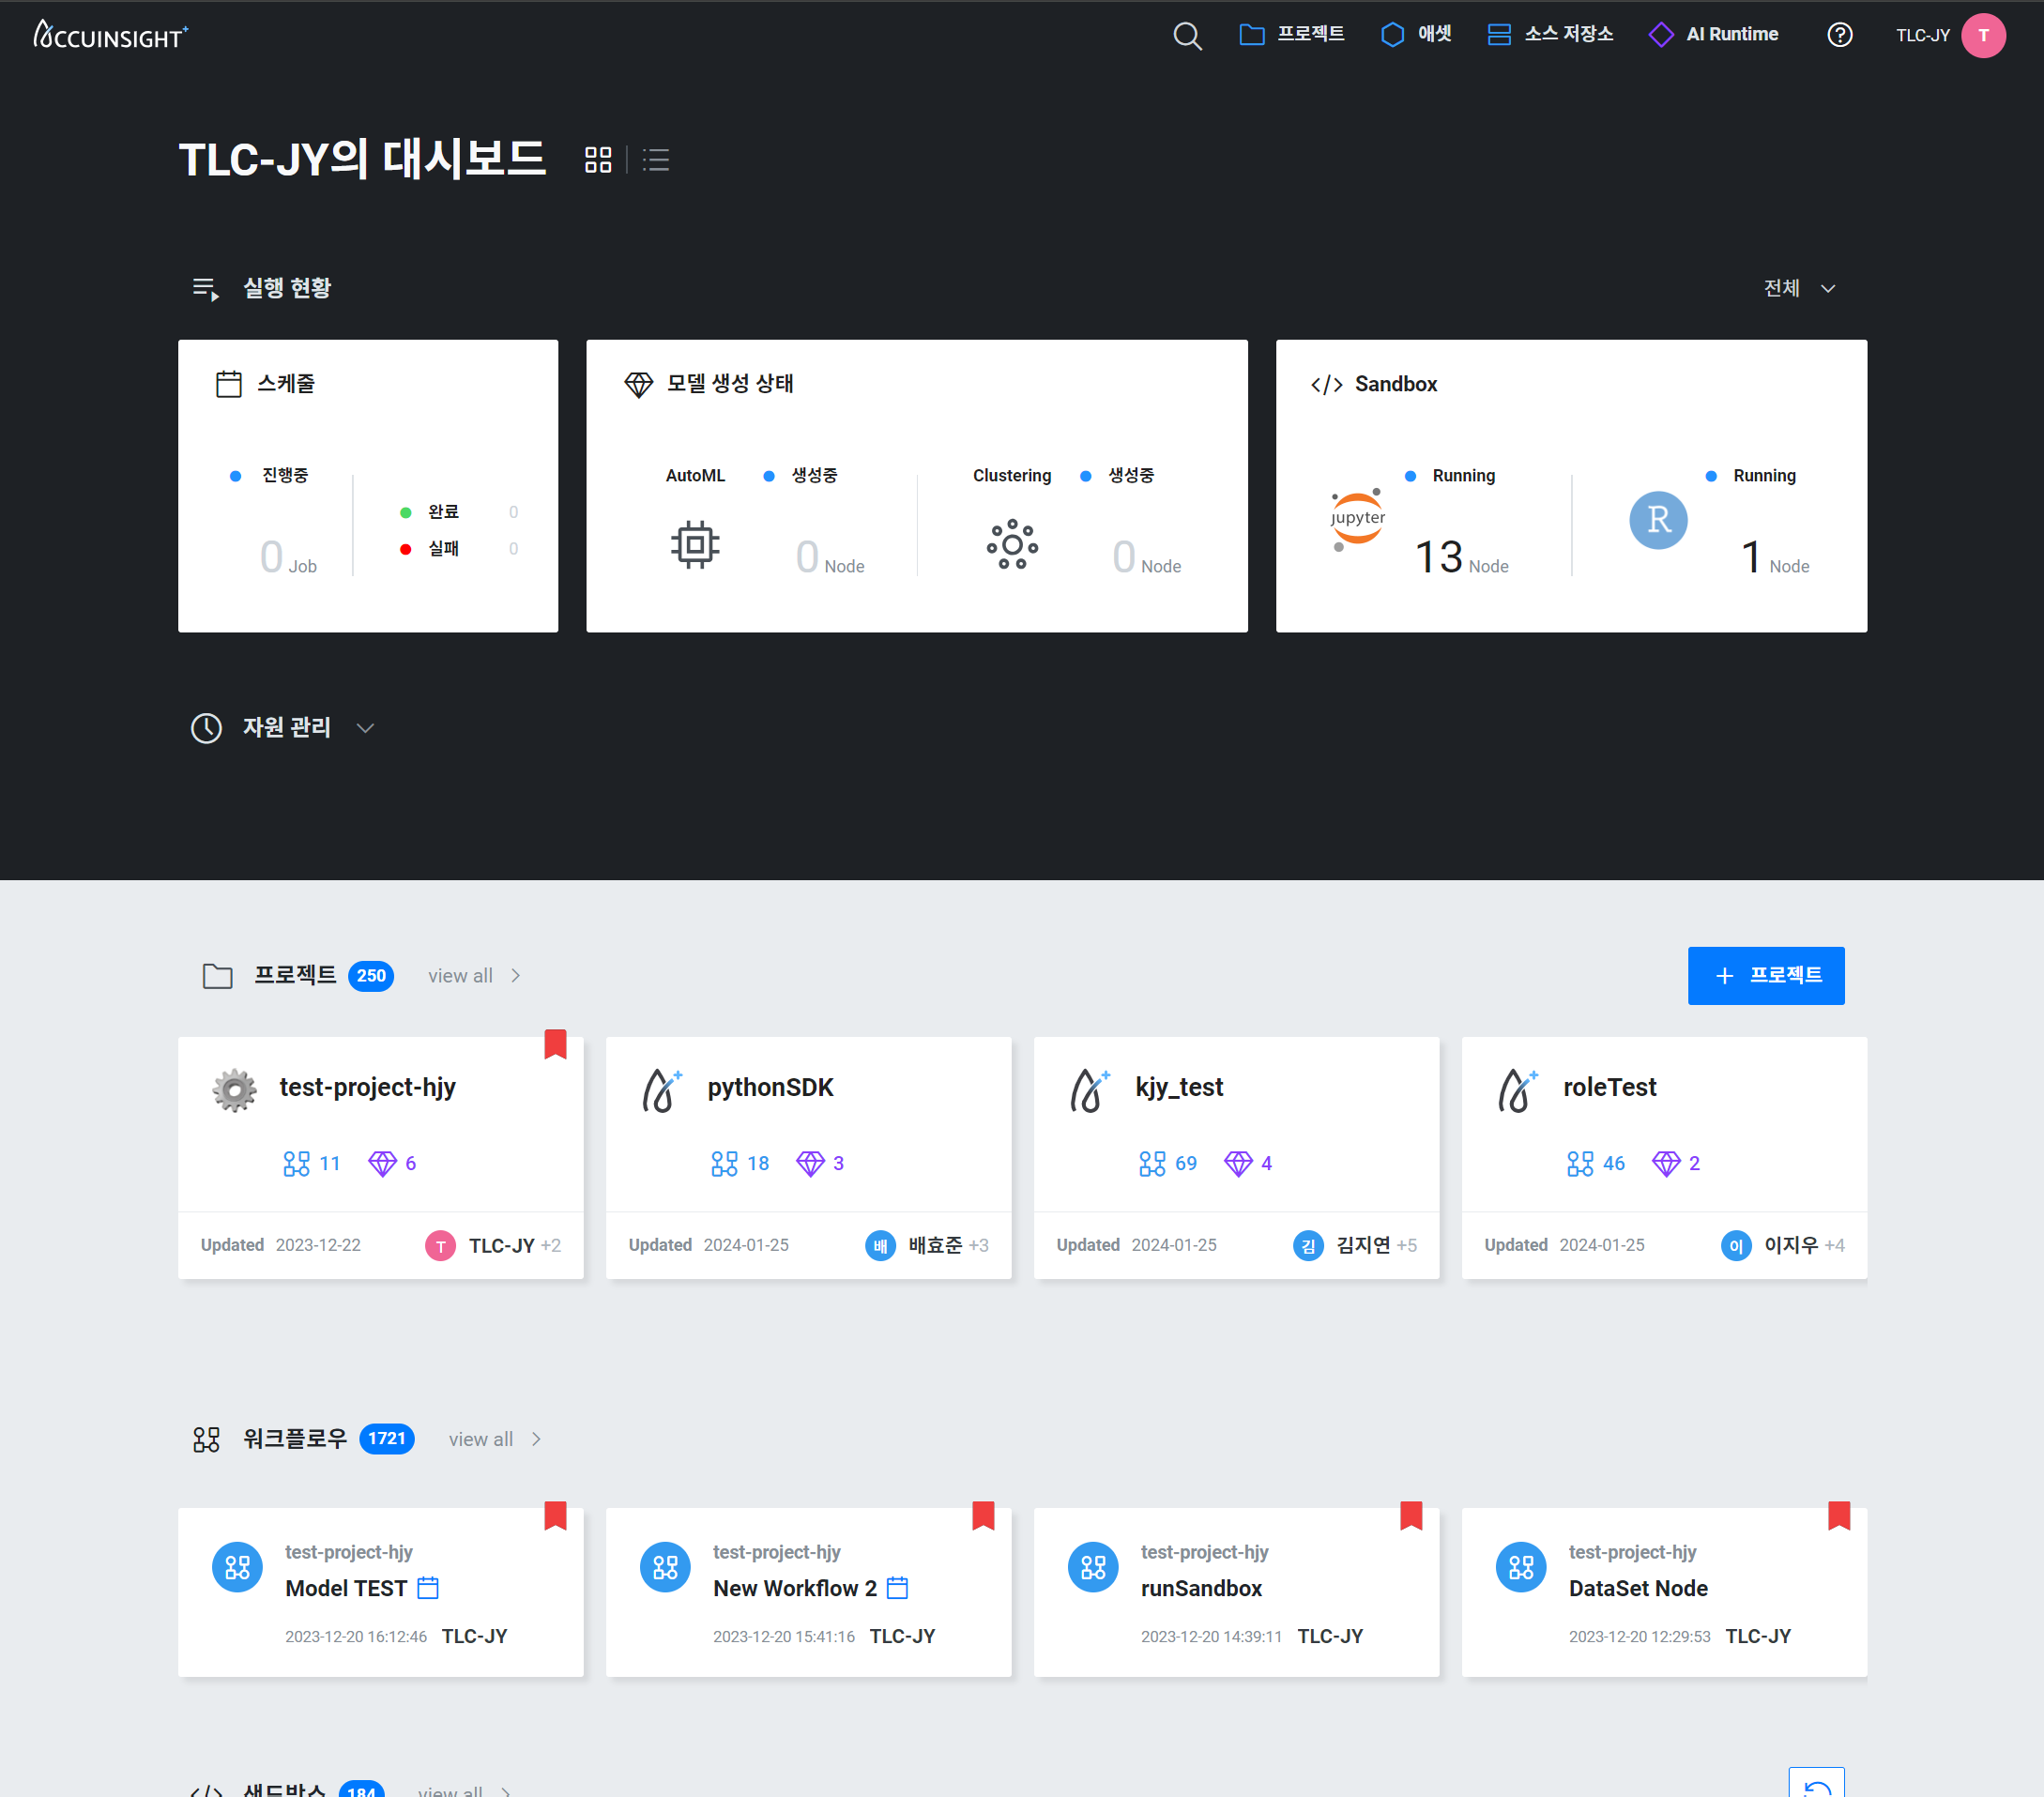 ACCUINSIGHT+
프로젝트 애셋 소스 저장소 AI Runtime TLC-JY T
TLC-JY의 대시보드
실행 현황 전체
스케줄
진행중
0 Job
완료 0
실패 0
모델 생성 상태
AutoML 생성중
0 Node
Clustering 생성중
0 Node
</> Sandbox
jupyter
Running
13 Node
R
Running
1 Node
자원 관리
프로젝트 250 view all
+ 프로젝트
test-project-hjy
11 6
Updated 2023-12-22 T TLC-JY +2
pythonSDK
18 3
Updated 2024-01-25 배 배효준 +3
kjy_test
69 4
Updated 2024-01-25 김 김지연 +5
roleTest
46 2
Updated 2024-01-25 이 이지우 +4
워크플로우 1721 view all
test-project-hjy
Model TEST
2023-12-20 16:12:46 TLC-JY
test-project-hjy
New Workflow 2
2023-12-20 15:41:16 TLC-JY
test-project-hjy
runSandbox
2023-12-20 14:39:11 TLC-JY
test-project-hjy
DataSet Node
2023-12-20 12:29:53 TLC-JY
</> 샌드박스 184 view all